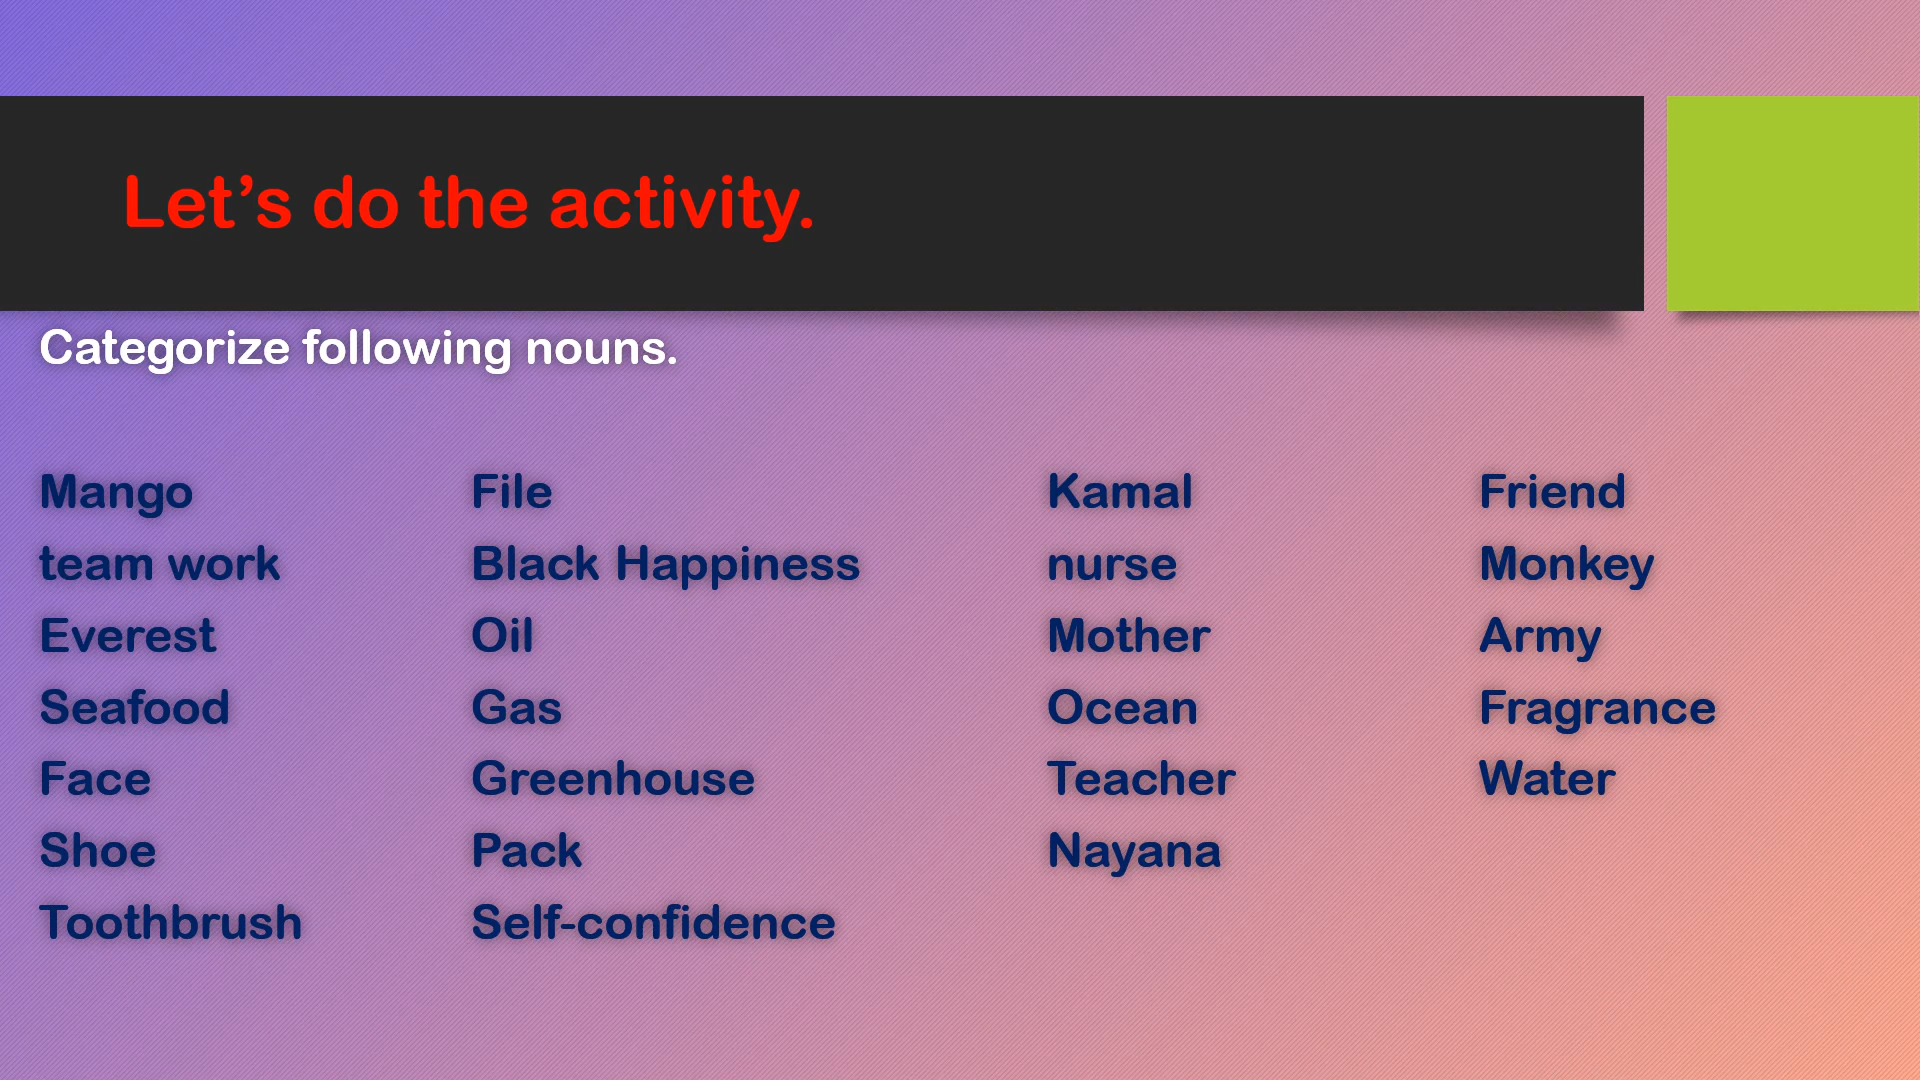 Let’s do the activity.
Categorize following nouns.
Mango File Kamal Friend
team work Black Happiness nurse Monkey
Everest Oil Mother Army
Seafood Gas Ocean Fragrance
Face Greenhouse Teacher Water
Shoe Pack Nayana
Toothbrush Self-confidence